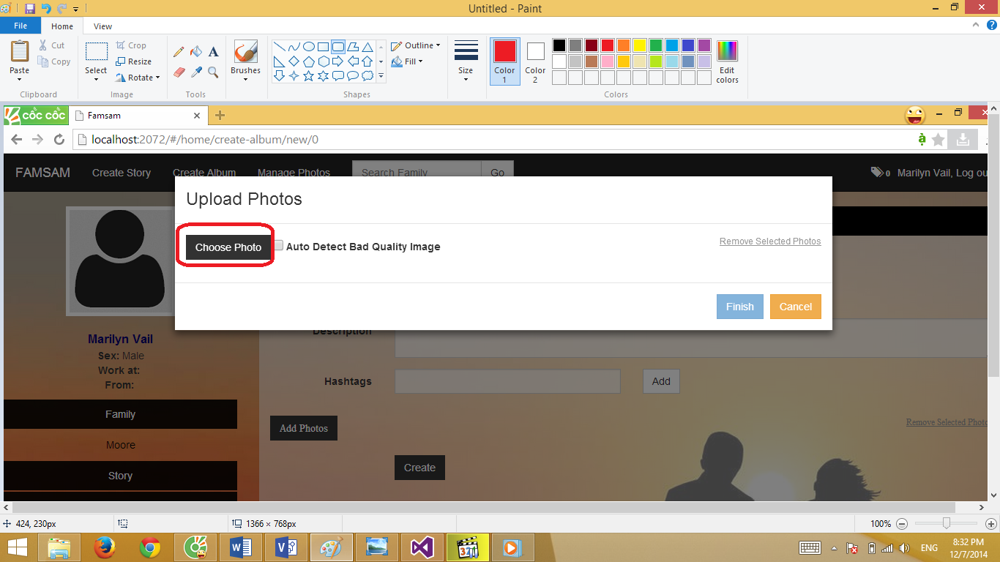 Untitled - Paint
File Home View
Paste
Cut
Copy
Clipboard
Select
Crop
Resize
Rotate
Image
A
Tools
Brushes
Outline
Fill
Shapes
Size
Color 1
Color 2
Edit colors
Colors
CỐC CỐC Famsam
localhost:2072/#/home/create-album/new/0
FAMSAM Create Story Create Album Manage Photos Search Family Go 0 Marilyn Vail, Log ou
Upload Photos
Choose Photo Auto Detect Bad Quality Image Remove Selected Photos
Finish Cancel
Description
Marilyn Vail
Sex: Male
Work at:
From:
Hashtags Add
Family
Add Photos Remove Selected Photo
Moore
Create
Story
424, 230px 1366 × 768px 100%
ENG 8:32 PM
12/7/2014